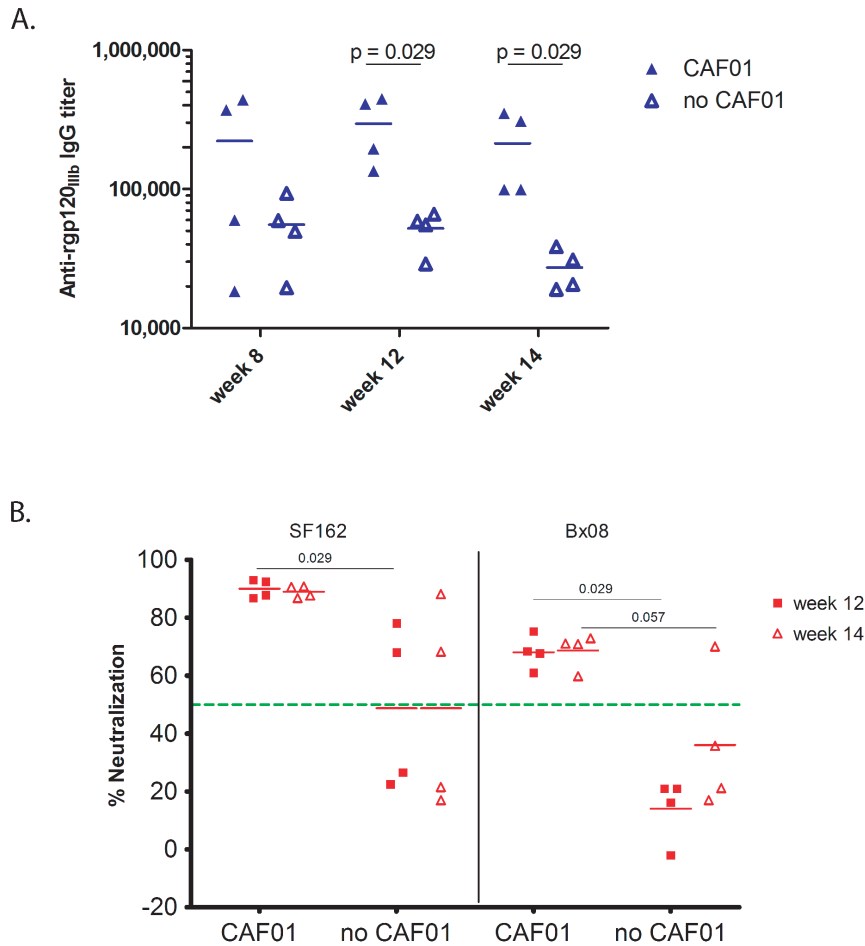 A.
1,000,000
100,000
10,000
Anti-rgp120IIIb IgG titer
p = 0.029
p = 0.029
CAF01
no CAF01
week 8
week 12
week 14
B.
SF162
Bx08
100
80
60
40
20
0
-20
% Neutralization
0.029
0.029
0.057
week 12
week 14
CAF01
no CAF01
CAF01
no CAF01